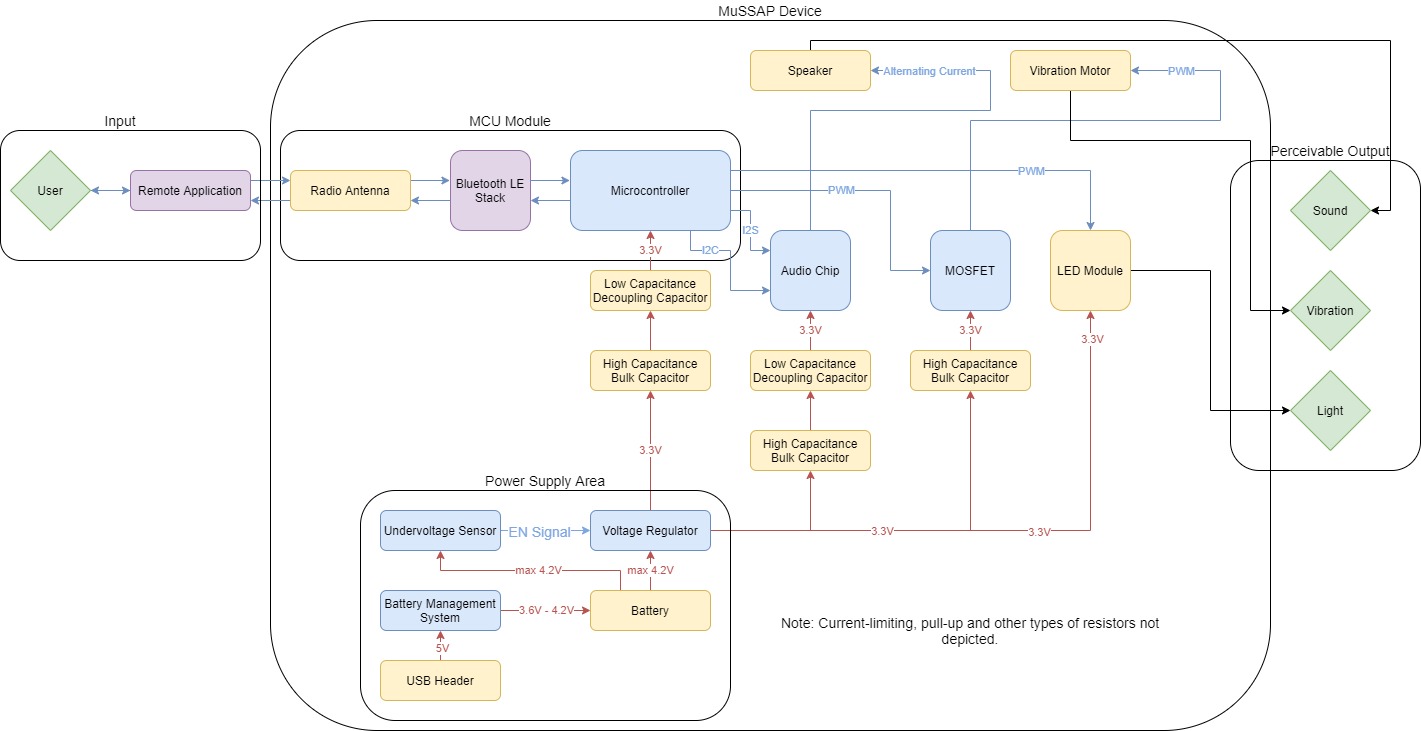 MuSSAP Device
Speaker
Alternating Current
Vibration Motor
PWM
Input
MCU Module
Perceivable Output
User
Remote Application
Radio Antenna
Bluetooth LE
Stack
Microcontroller
PWM
PWM
Sound
I2S
I2C
3.3V
Audio Chip
MOSFET
LED Module
Low Capacitance
Decoupling Capacitor
Vibration
3.3V
3.3V
3.3V
High Capacitance
Bulk Capacitor
Low Capacitance
Decoupling Capacitor
High Capacitance
Bulk Capacitor
Light
3.3V
High Capacitance
Bulk Capacitor
Power Supply Area
Undervoltage Sensor
EN Signal
Voltage Regulator
3.3V
3.3V
max 4.2V
max 4.2V
Battery Management
System
3.6V - 4.2V
Battery
Note: Current-limiting, pull-up and other types of resistors not
depicted.
5V
USB Header